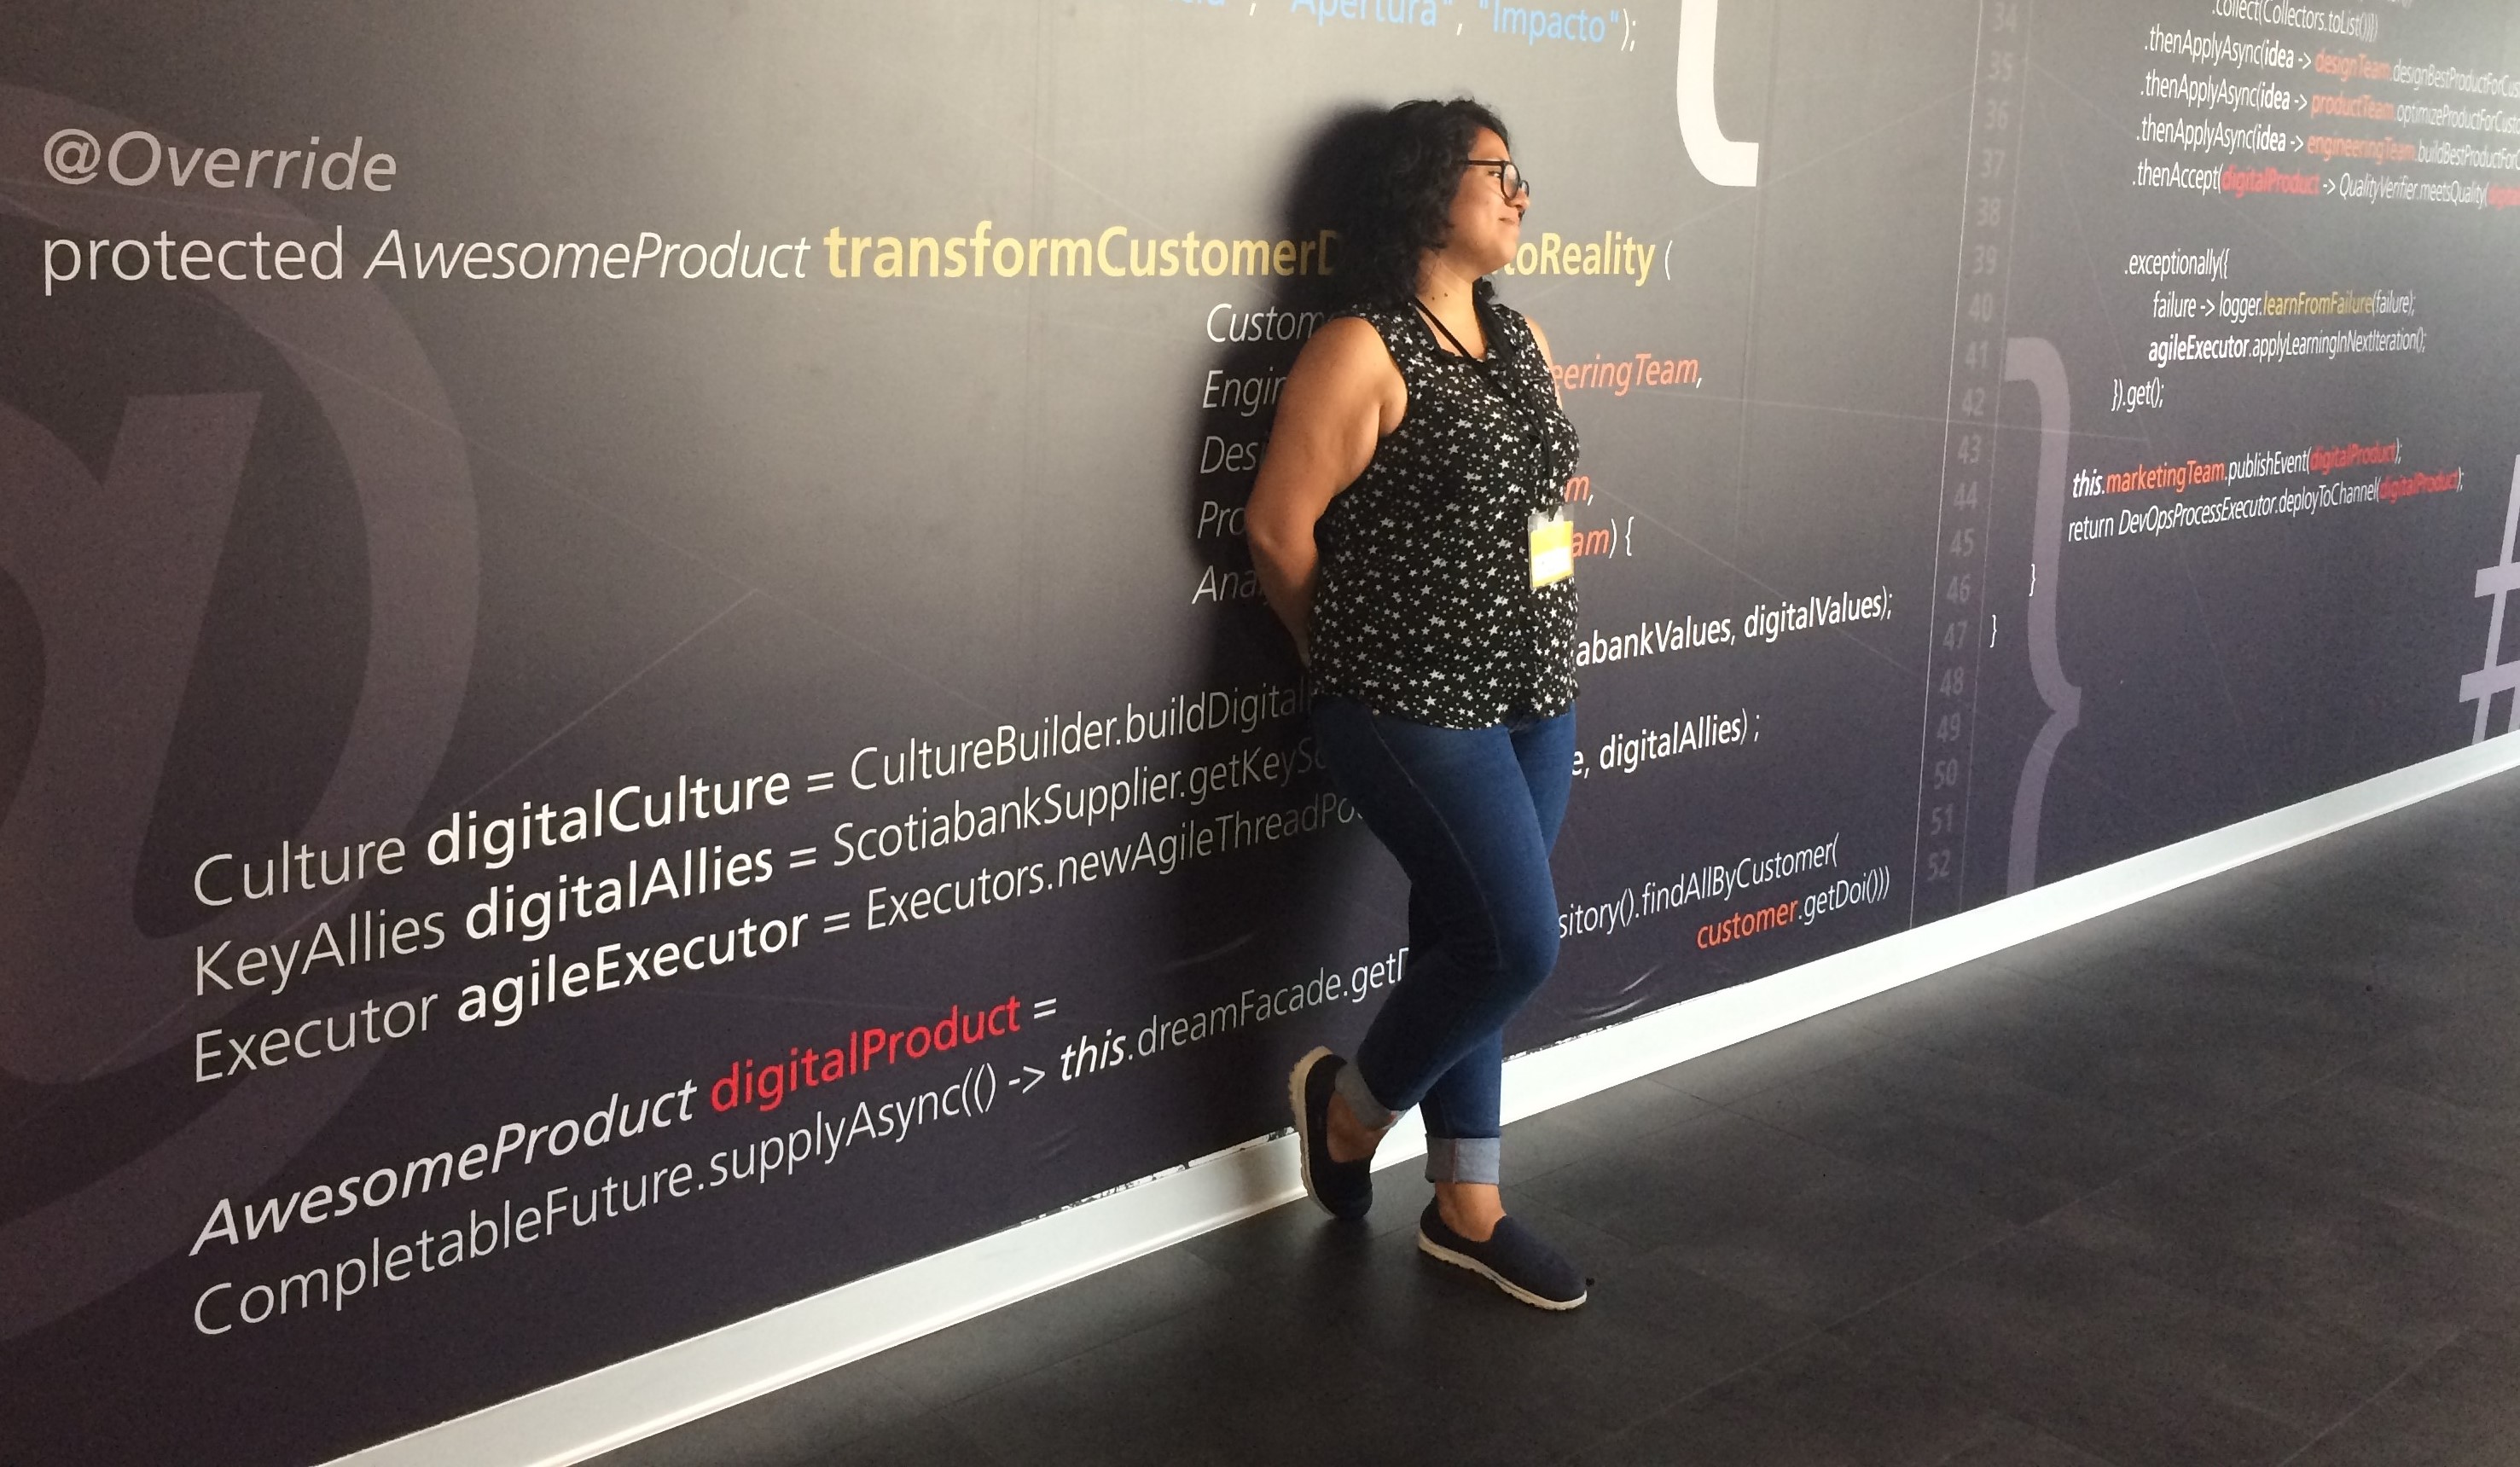 "Apertura", "Impacto");
@Override
protected AwesomeProduct transformCustomerD toReality (
Custom
Engin eeringTeam,
Des
Pro m,
Ana am) {
abankValues, digitalValues);
Culture digitalCulture = CultureBuilder.buildDigital
KeyAllies digitalAllies = ScotiabankSupplier.getKeyS e, digitalAllies) ;
Executor agileExecutor = Executors.newAgileThreadPo
AwesomeProduct digitalProduct =
CompletableFuture.supplyAsync(() -> this.dreamFacade.getD sitory().findAllByCustomer(
customer.getDoi()))
34
35
36
37
38
39
40
41
42
43
44
45
46
47
48
49
50
51
52
.collect(Collectors.toList()))
.thenApplyAsync(idea -> designTeam.designBestProductForCus
.thenApplyAsync(idea -> productTeam.optimizeProductForCusto
.thenApplyAsync(idea -> engineeringTeam.buildBestProductForC
.thenAccept(digitalProduct -> QualityVerifier.meetsQuality(
.exceptionally({
failure -> logger.learnFromFailure(failure);
agileExecutor.applyLearningInNextIteration();
}).get();
this.marketingTeam.publishEvent(digitalProduct);
return DevOpsProcessExecutor.deployToChannel(digitalProduct);
}
}
#